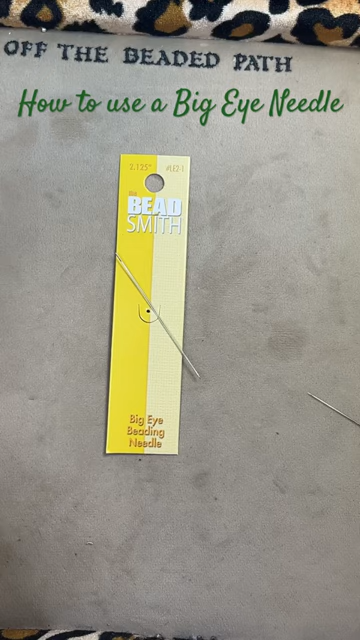 OFF THE BEADED PATH
How to use a Big Eye Needle
2.125" #LE2-1
the
BEAD
SMITH
Big Eye
Beading
Needle